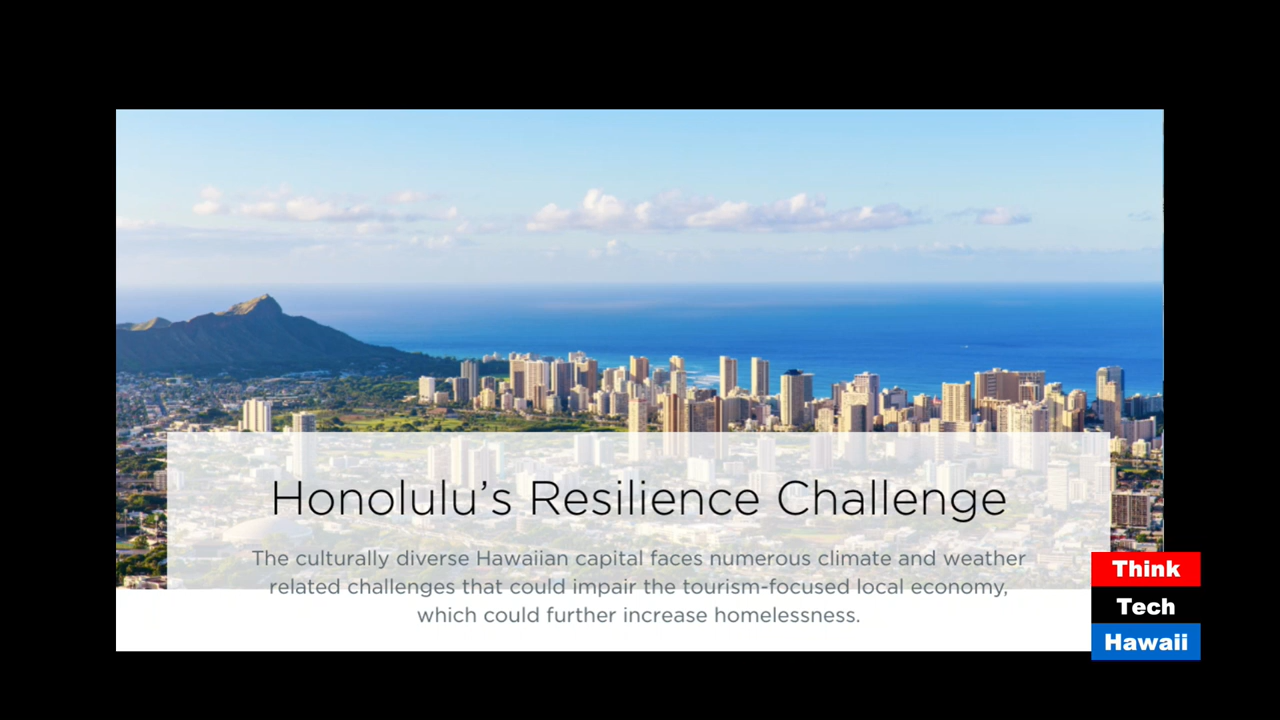 Honolulu’s Resilience Challenge
The culturally diverse Hawaiian capital faces numerous climate and weather
related challenges that could impair the tourism-focused local economy,
which could further increase homelessness.
Think
Tech
Hawaii